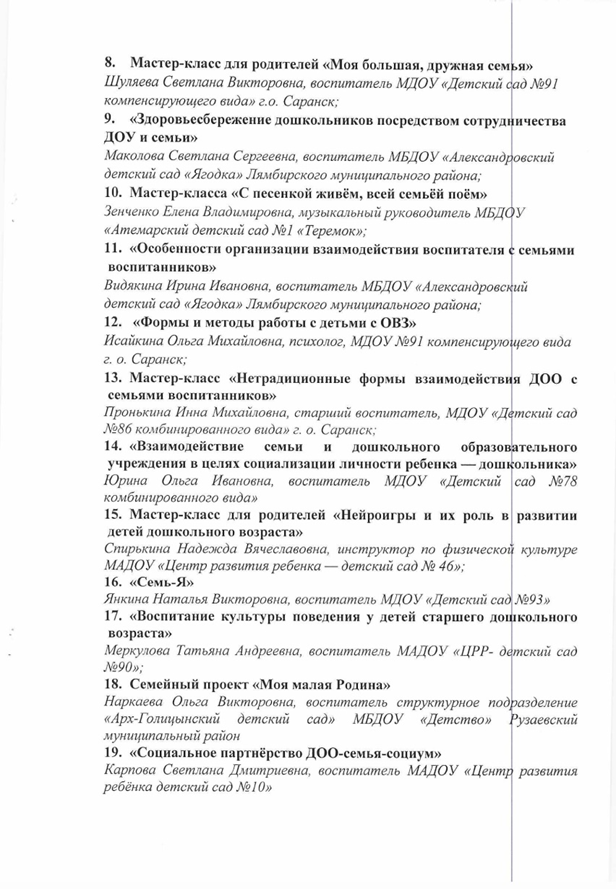 8. Мастер-класс для родителей «Моя большая, дружная семья»
Шуляева Светлана Викторовна, воспитатель МДОУ «Детский сад №91
компенсирующего вида» г.о. Саранск;
9. «Здоровьесбережение дошкольников посредством сотрудничества
ДОУ и семьи»
Маколова Светлана Сергеевна, воспитатель МБДОУ «Александровский
детский сад «Ягодка» Лямбирского муниципального района;
10. Мастер-класса «С песенкой живём, всей семьёй поём»
Зенченко Елена Владимировна, музыкальный руководитель МБДОУ
«Атемарский детский сад №1 «Теремок»;
11. «Особенности организации взаимодействия воспитателя с семьями
воспитанников»
Видякина Ирина Ивановна, воспитатель МБДОУ «Александровский
детский сад «Ягодка» Лямбирского муниципального района;
12. «Формы и методы работы с детьми с ОВЗ»
Исайкина Ольга Михайловна, психолог, МДОУ №91 компенсирующего вида
г. о. Саранск;
13. Мастер-класс «Нетрадиционные формы взаимодействия ДОО с
семьями воспитанников»
Пронькина Инна Михайловна, старший воспитатель, МДОУ «Детский сад
№86 комбинированного вида» г. о. Саранск;
14. «Взаимодействие семьи и дошкольного образовательного
учреждения в целях социализации личности ребенка — дошкольника»
Юрина Ольга Ивановна, воспитатель МДОУ «Детский сад №78
комбинированного вида»
15. Мастер-класс для родителей «Нейроигры и их роль в развитии
детей дошкольного возраста»
Спирькина Надежда Вячеславовна, инструктор по физической культуре
МАДОУ «Центр развития ребенка — детский сад № 46»;
16. «Семь-Я»
Янкина Наталья Викторовна, воспитатель МДОУ «Детский сад №93»
17. «Воспитание культуры поведения у детей старшего дошкольного
возраста»
Меркулова Татьяна Андреевна, воспитатель МАДОУ «ЦРР- детский сад
№90»;
18. Семейный проект «Моя малая Родина»
Наркаева Ольга Викторовна, воспитатель структурное подразделение
«Арх-Голицынский детский сад» МБДОУ «Детство» Рузаевский
муниципальный район
19. «Социальное партнёрство ДОО-семья-социум»
Карпова Светлана Дмитриевна, воспитатель МАДОУ «Центр развития
ребёнка детский сад №10»